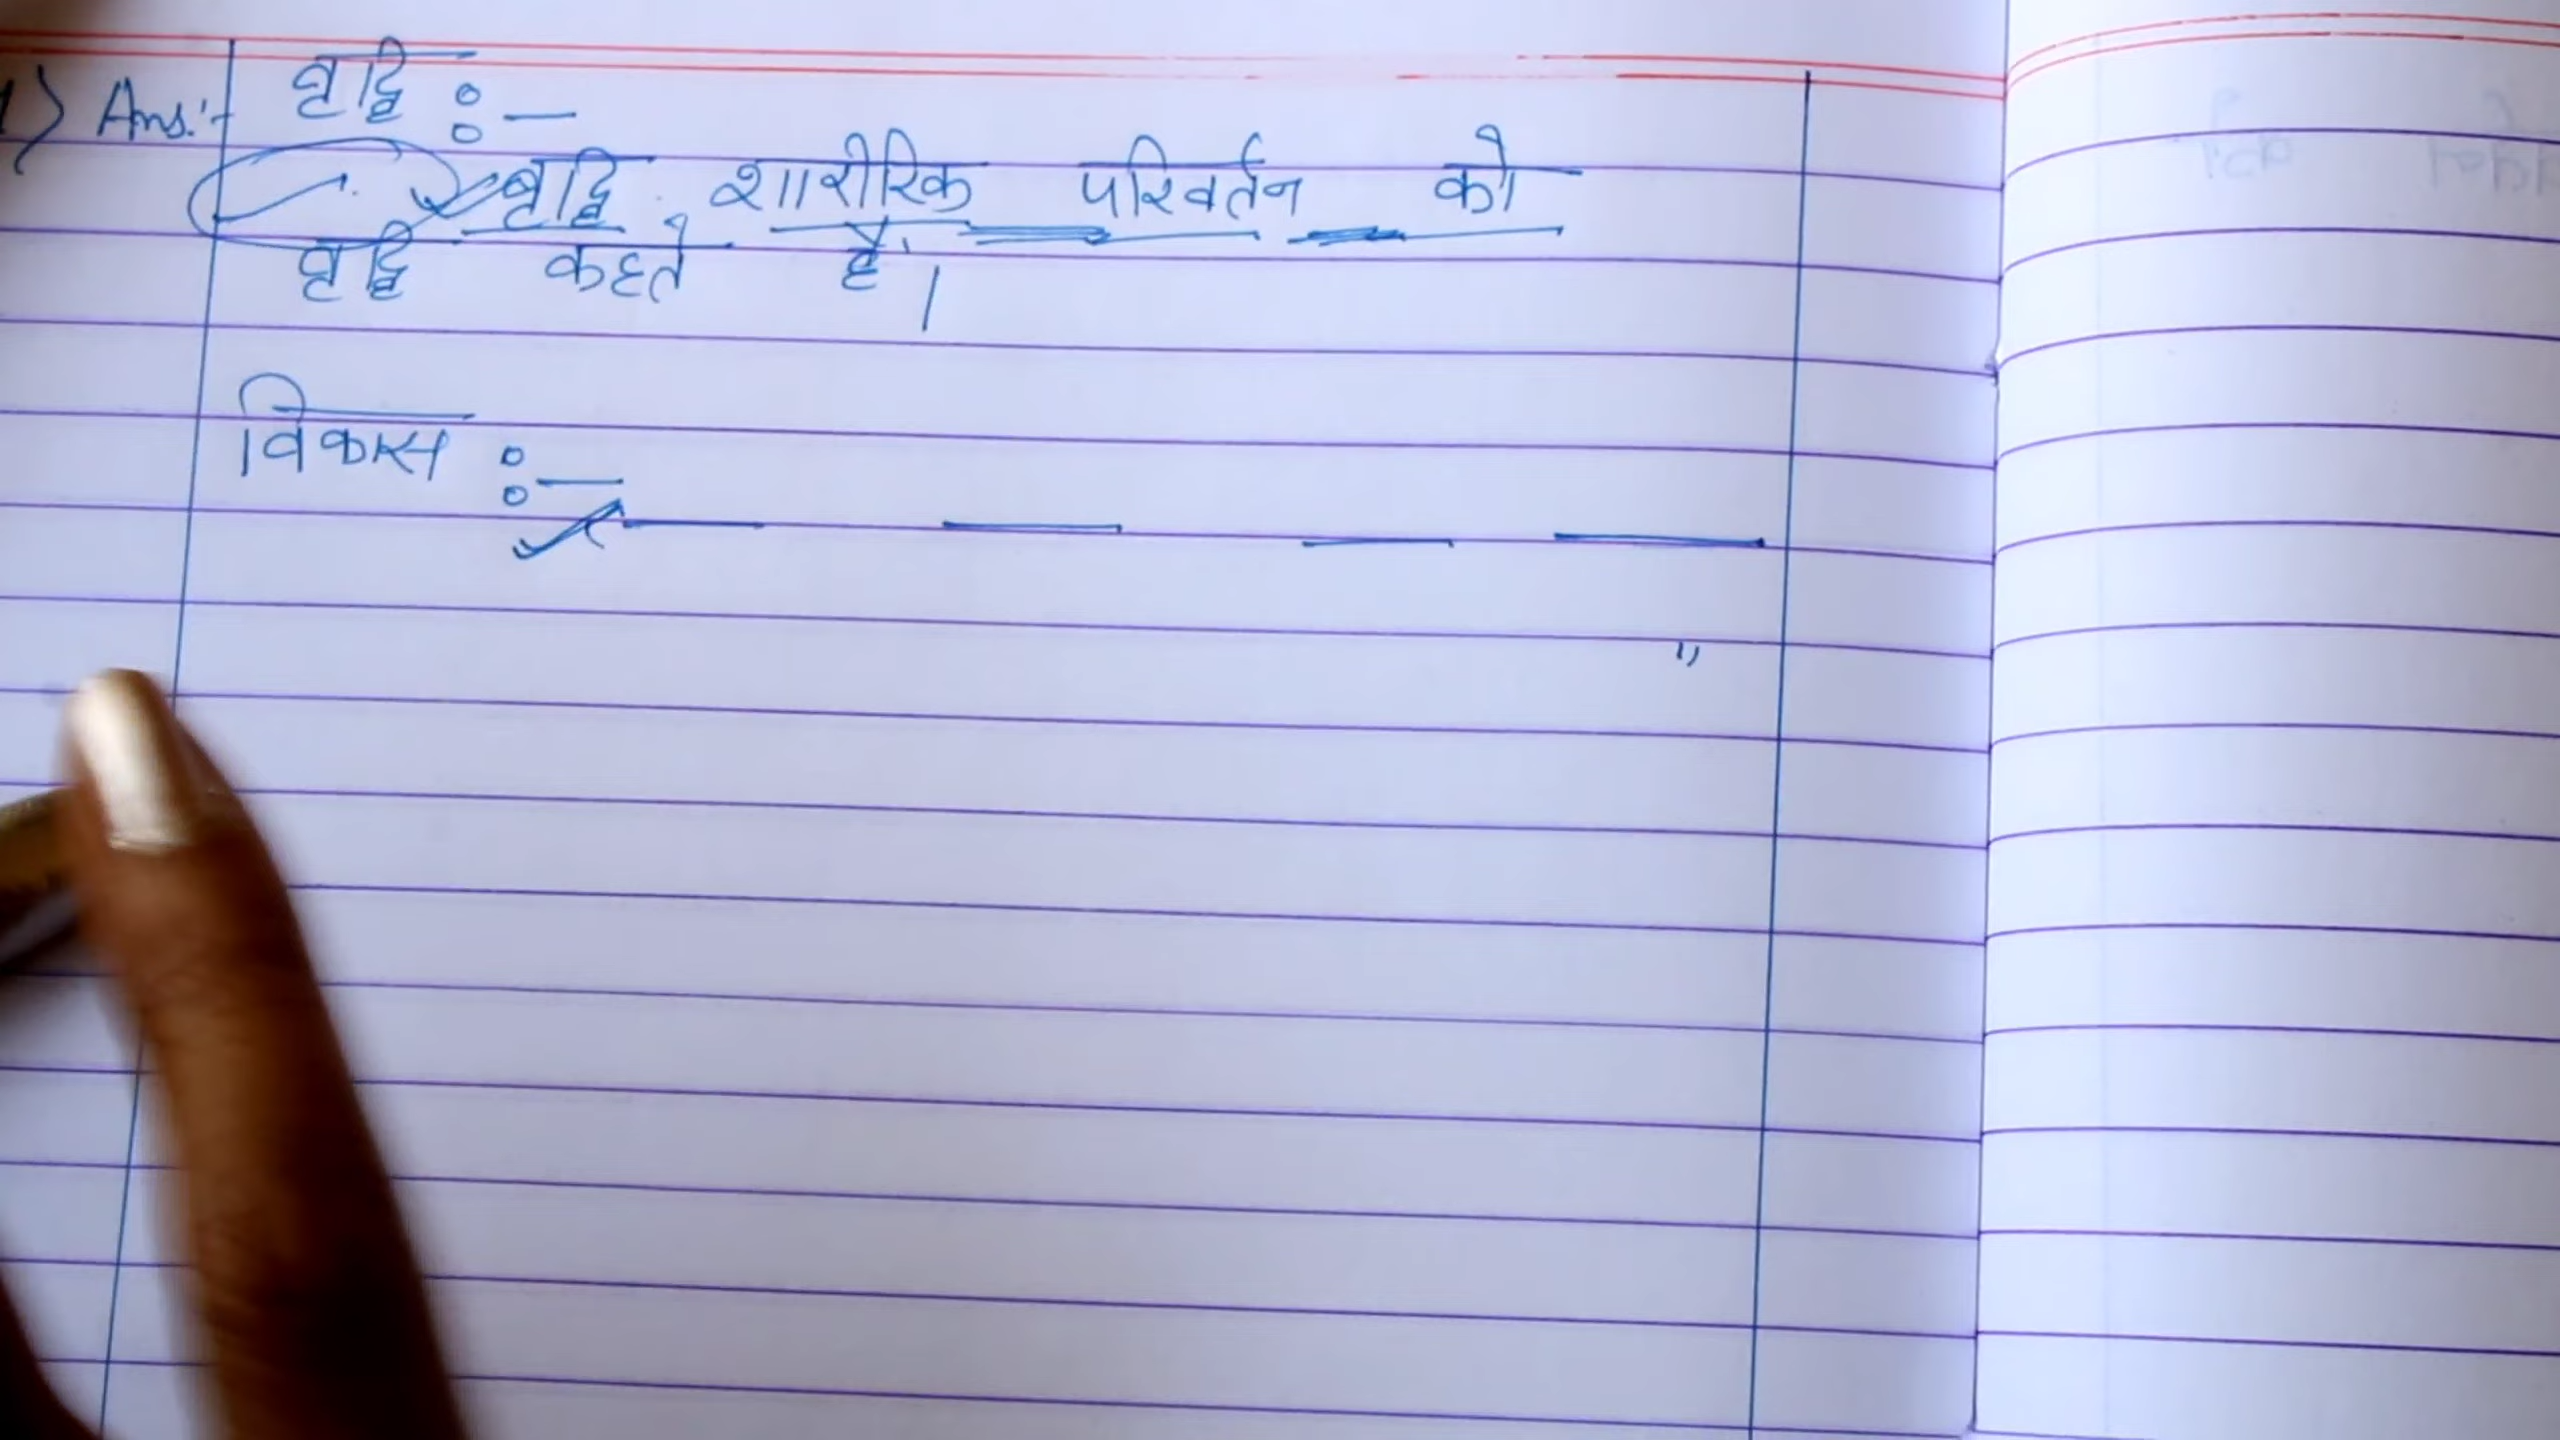 1) Ans:- वृद्धि :-
वृद्धि शारीरिक परिवर्तन को
वृद्धि कहते हैं।
विकास :-
"